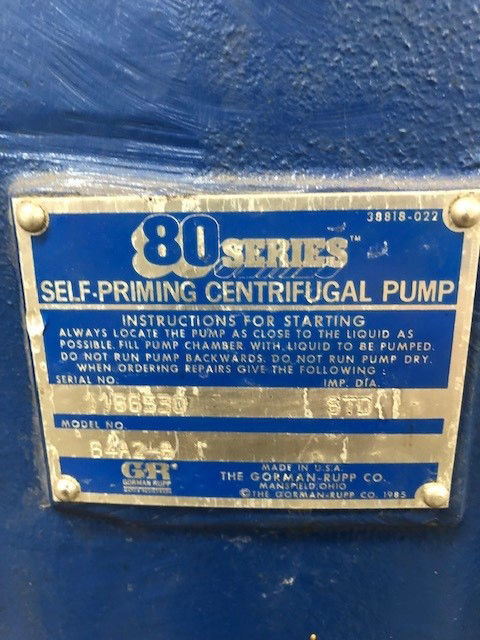 38818-022
80 SERIES™
SELF-PRIMING CENTRIFUGAL PUMP
INSTRUCTIONS FOR STARTING
ALWAYS LOCATE THE PUMP AS CLOSE TO THE LIQUID AS
POSSIBLE. FILL PUMP CHAMBER WITH LIQUID TO BE PUMPED.
DO NOT RUN PUMP BACKWARDS. DO NOT RUN PUMP DRY.
WHEN ORDERING REPAIRS GIVE THE FOLLOWING :
SERIAL NO. IMP. DIA.
STD
MODEL NO.
GR
GORMAN-RUPP
MADE IN U.S.A.
THE GORMAN-RUPP CO.
MANSFIELD, OHIO
© THE GORMAN-RUPP CO. 1985